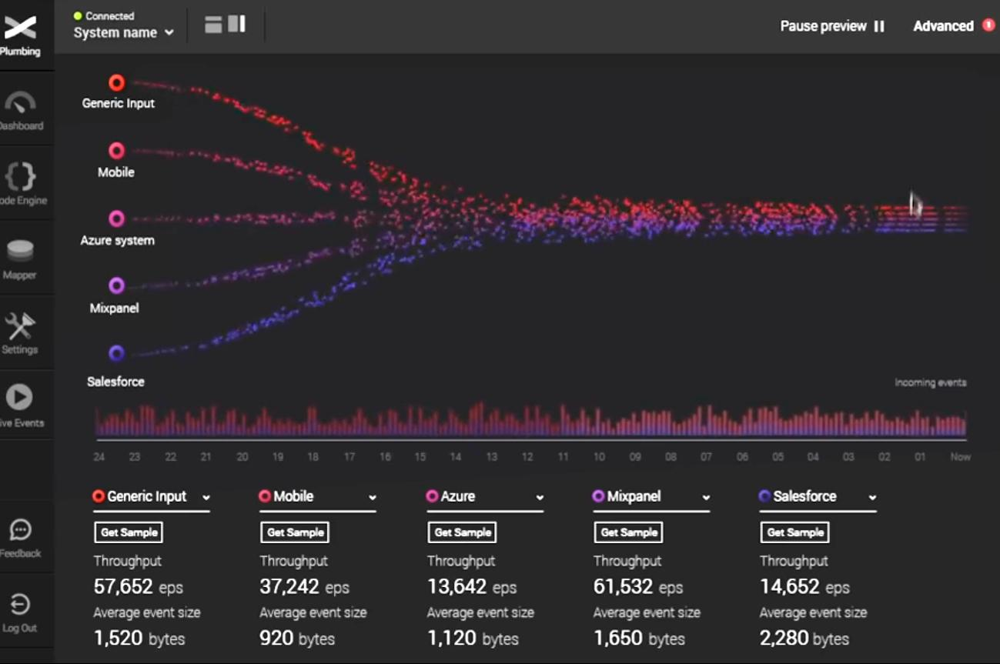 Connected
System name
Pause preview
Advanced
Plumbing
Dashboard
ode Engine
Mapper
Settings
ive Events
Feedback
Log Out
Generic Input
Mobile
Azure system
Mixpanel
Salesforce
Incoming events
24 23 22 21 20 19 18 17 16 15 14 13 12 11 10 09 08 07 06 05 04 03 02 01 Now
Generic Input Mobile Azure Mixpanel Salesforce
Get Sample Get Sample Get Sample Get Sample Get Sample
Throughput Throughput Throughput Throughput Throughput
57,652 eps 37,242 eps 13,642 eps 61,532 eps 14,652 eps
Average event size Average event size Average event size Average event size Average event size
1,520 bytes 920 bytes 1,120 bytes 1,650 bytes 2,280 bytes